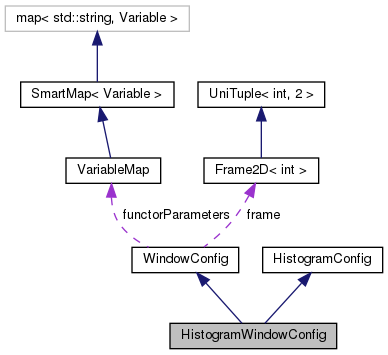 map< std::string, Variable >
SmartMap< Variable >
UniTuple< int, 2 >
VariableMap
Frame2D< int >
functorParameters
frame
WindowConfig
HistogramConfig
HistogramWindowConfig